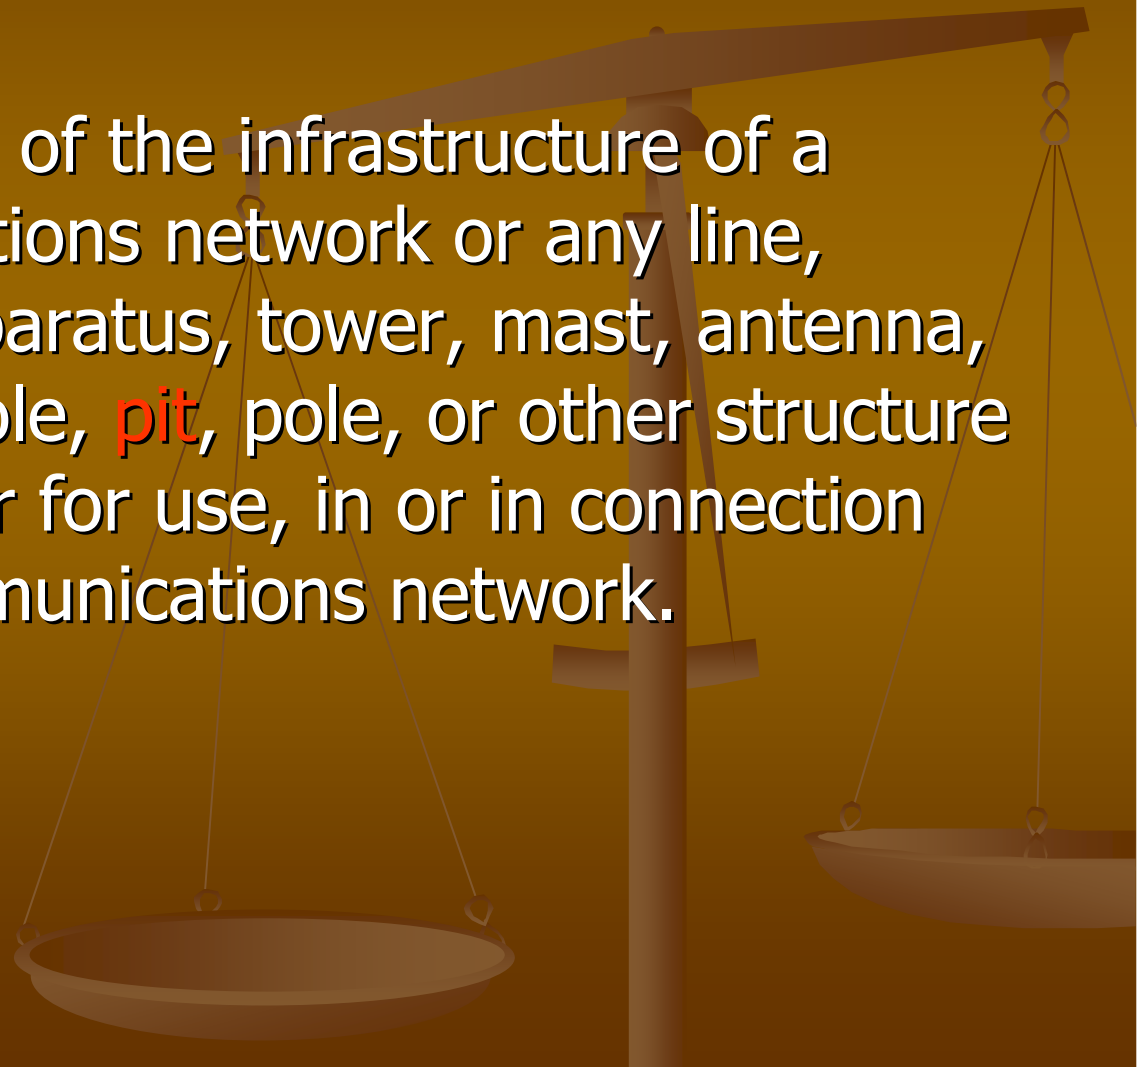 of the infrastructure of a
tions network or any line,
paratus, tower, mast, antenna,
ole, pit, pole, or other structure
r for use, in or in connection
munications network.